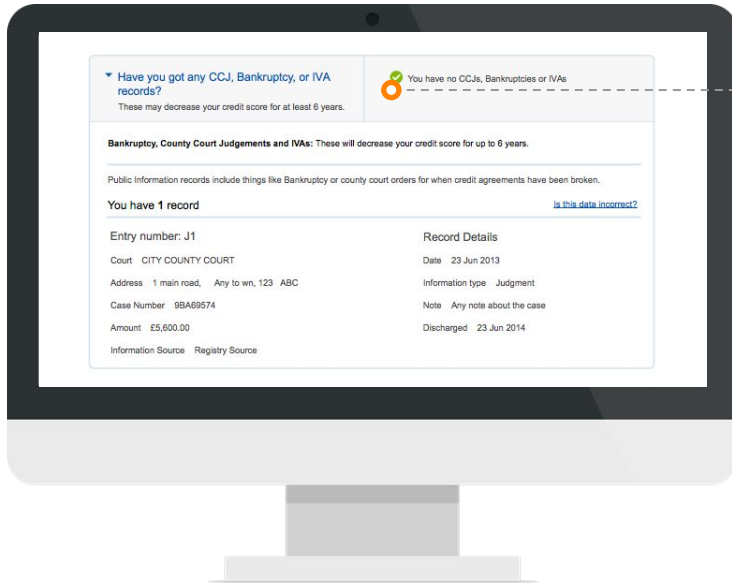 Have you got any CCJ, Bankruptcy, or IVA
records?
These may decrease your credit score for at least 6 years.
You have no CCJs, Bankruptcies or IVAs
Bankruptcy, County Court Judgements and IVAs: These will decrease your credit score for up to 6 years.
Public Information records include things like Bankruptcy or county court orders for when credit agreements have been broken.
You have 1 record
Is this data incorrect?
Entry number: J1
Court CITY COUNTY COURT
Address 1 main road, Any to wn, 123 ABC
Case Number 9BA69574
Amount £5,600.00
Information Source Registry Source
Record Details
Date 23 Jun 2013
Information type Judgment
Note Any note about the case
Discharged 23 Jun 2014